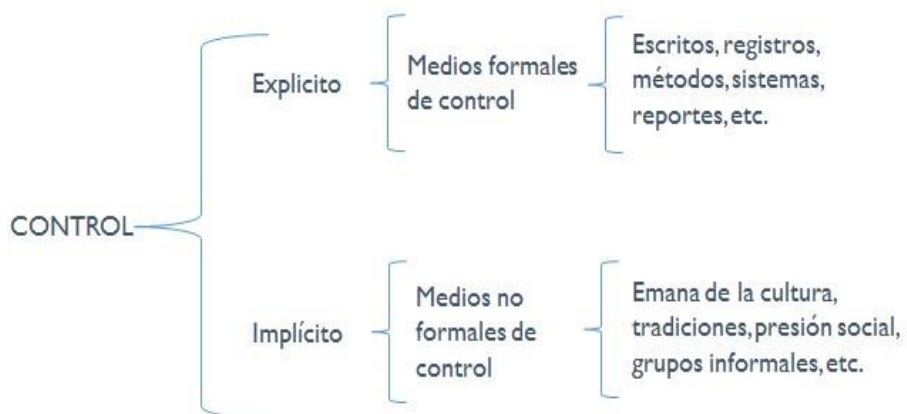 CONTROL
Explicito
Medios formales
de control
Escritos, registros,
métodos, sistemas,
reportes, etc.
Implícito
Medios no
formales de
control
Emana de la cultura,
tradiciones, presión social,
grupos informales, etc.